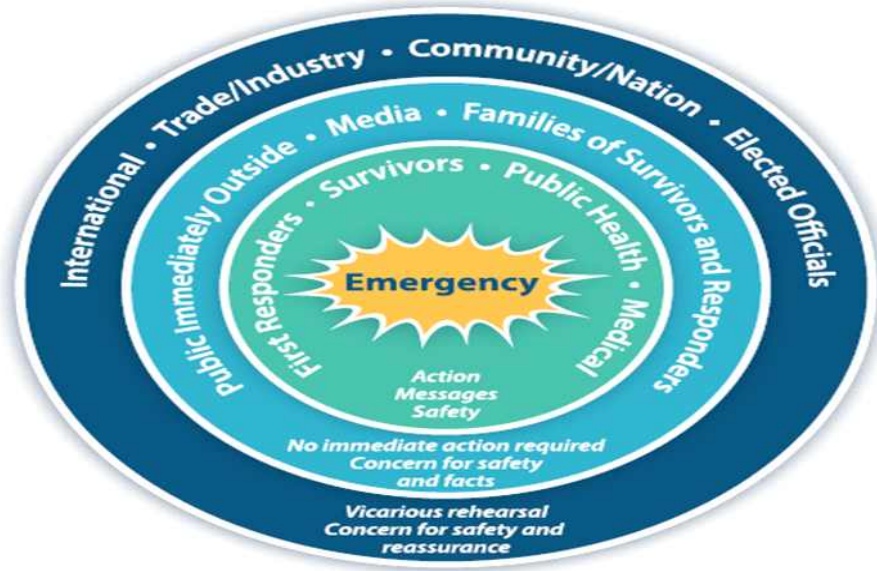 International • Trade/Industry • Community/Nation • Elected Officials
Public Immediately Outside • Media • Families of Survivors and Responders
First Responders • Survivors • Public Health • Medical
Emergency
Action
Messages
Safety
No immediate action required
Concern for safety
and facts
Vicarious rehearsal
Concern for safety and
reassurance